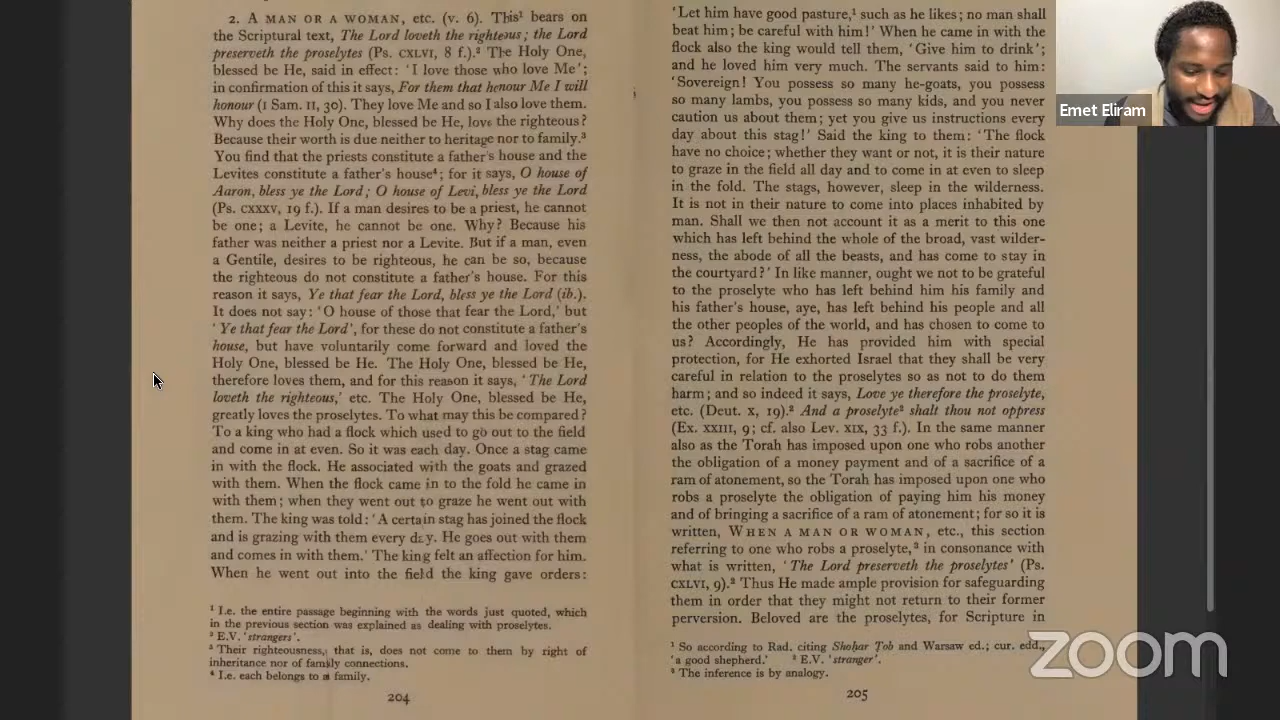 2. A MAN OR A WOMAN, etc. (v. 6). This¹ bears on
the Scriptural text, The Lord loveth the righteous; the Lord
preserveth the proselytes (Ps. CXLVI, 8 f.).² The Holy One,
blessed be He, said in effect: 'I love those who love Me';
in confirmation of this it says, For them that honour Me I will
honour (1 Sam. II, 30). They love Me and so I also love them.
Why does the Holy One, blessed be He, love the righteous?
Because their worth is due neither to heritage nor to family.³
You find that the priests constitute a father's house and the
Levites constitute a father's house⁴; for it says, O house of
Aaron, bless ye the Lord; O house of Levi, bless ye the Lord
(Ps. CXXXV, 19 f.). If a man desires to be a priest, he cannot
be one; a Levite, he cannot be one. Why? Because his
father was neither a priest nor a Levite. But if a man, even
a Gentile, desires to be righteous, he can be so, because
the righteous do not constitute a father's house. For this
reason it says, Ye that fear the Lord, bless ye the Lord (ib.).
It does not say: 'O house of those that fear the Lord,' but
'Ye that fear the Lord', for these do not constitute a father's
house, but have voluntarily come forward and loved the
Holy One, blessed be He. The Holy One, blessed be He,
therefore loves them, and for this reason it says, 'The Lord
loveth the righteous,' etc. The Holy One, blessed be He,
greatly loves the proselytes. To what may this be compared?
To a king who had a flock which used to go out to the field
and come in at even. So it was each day. Once a stag came
in with the flock. He associated with the goats and grazed
with them. When the flock came in to the fold he came in
with them; when they went out to graze he went out with
them. The king was told: 'A certain stag has joined the flock
and is grazing with them every day. He goes out with them
and comes in with them.' The king felt an affection for him.
When he went out into the field the king gave orders:
¹ I.e. the entire passage beginning with the words just quoted, which
in the previous section was explained as dealing with proselytes.
² E.V. 'strangers'.
³ Their righteousness, that is, does not come to them by right of
inheritance nor of family connections.
⁴ I.e. each belongs to a family.
204
'Let him have good pasture,¹ such as he likes; no man shall
beat him; be careful with him!' When he came in with the
flock also the king would tell them, 'Give him to drink';
and he loved him very much. The servants said to him:
'Sovereign! You possess so many he-goats, you possess
so many lambs, you possess so many kids, and you never
caution us about them; yet you give us instructions every
day about this stag!' Said the king to them: 'The flock
have no choice; whether they want or not, it is their nature
to graze in the field all day and to come in at even to sleep
in the fold. The stags, however, sleep in the wilderness.
It is not in their nature to come into places inhabited by
man. Shall we then not account it as a merit to this one
which has left behind the whole of the broad, vast wilder-
ness, the abode of all the beasts, and has come to stay in
the courtyard?' In like manner, ought we not to be grateful
to the proselyte who has left behind him his family and
his father's house, aye, has left behind his people and all
the other peoples of the world, and has chosen to come to
us? Accordingly, He has provided him with special
protection, for He exhorted Israel that they shall be very
careful in relation to the proselytes so as not to do them
harm; and so indeed it says, Love ye therefore the proselyte,
etc. (Deut. X, 19).² And a proselyte² shalt thou not oppress
(Ex. XXIII, 9; cf. also Lev. XIX, 33 f.). In the same manner
also as the Torah has imposed upon one who robs another
the obligation of a money payment and of a sacrifice of a
ram of atonement, so the Torah has imposed upon one who
robs a proselyte the obligation of paying him his money
and of bringing a sacrifice of a ram of atonement; for so it is
written, WHEN A MAN OR WOMAN, etc., this section
referring to one who robs a proselyte,³ in consonance with
what is written, 'The Lord preserveth the proselytes' (Ps.
CXLVI, 9).² Thus He made ample provision for safeguarding
them in order that they might not return to their former
perversion. Beloved are the proselytes, for Scripture in
¹ So according to Rad. citing Shoḥar Ṭob and Warsaw ed.; cur. edd.,
'a good shepherd.' ² E.V. 'stranger'.
³ The inference is by analogy.
205
Emet Eliram
zoom